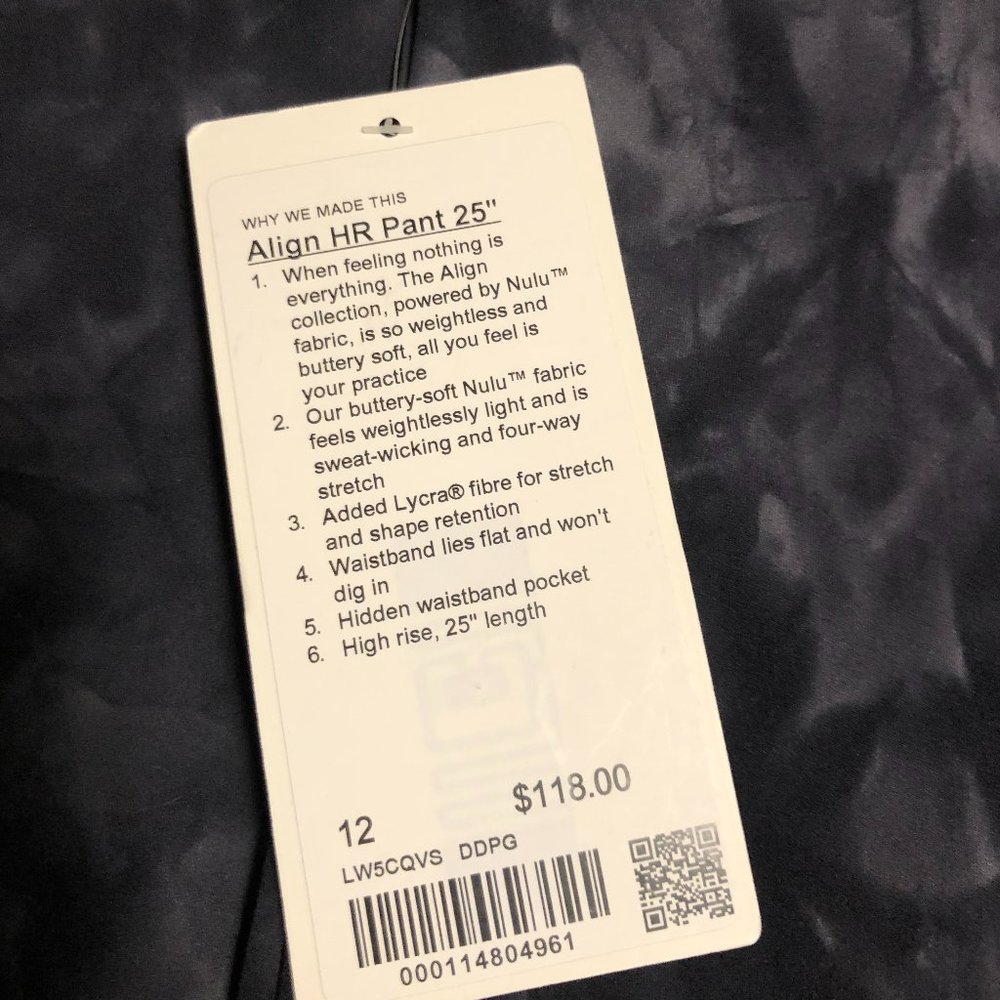 WHY WE MADE THIS
Align HR Pant 25"
1. When feeling nothing is
everything. The Align
collection, powered by Nulu™
fabric, is so weightless and
buttery soft, all you feel is
your practice
2. Our buttery-soft Nulu™ fabric
feels weightlessly light and is
sweat-wicking and four-way
stretch
3. Added Lycra® fibre for stretch
and shape retention
4. Waistband lies flat and won't
dig in
5. Hidden waistband pocket
6. High rise, 25" length
12 $118.00
LW5CQVS DDPG
000114804961